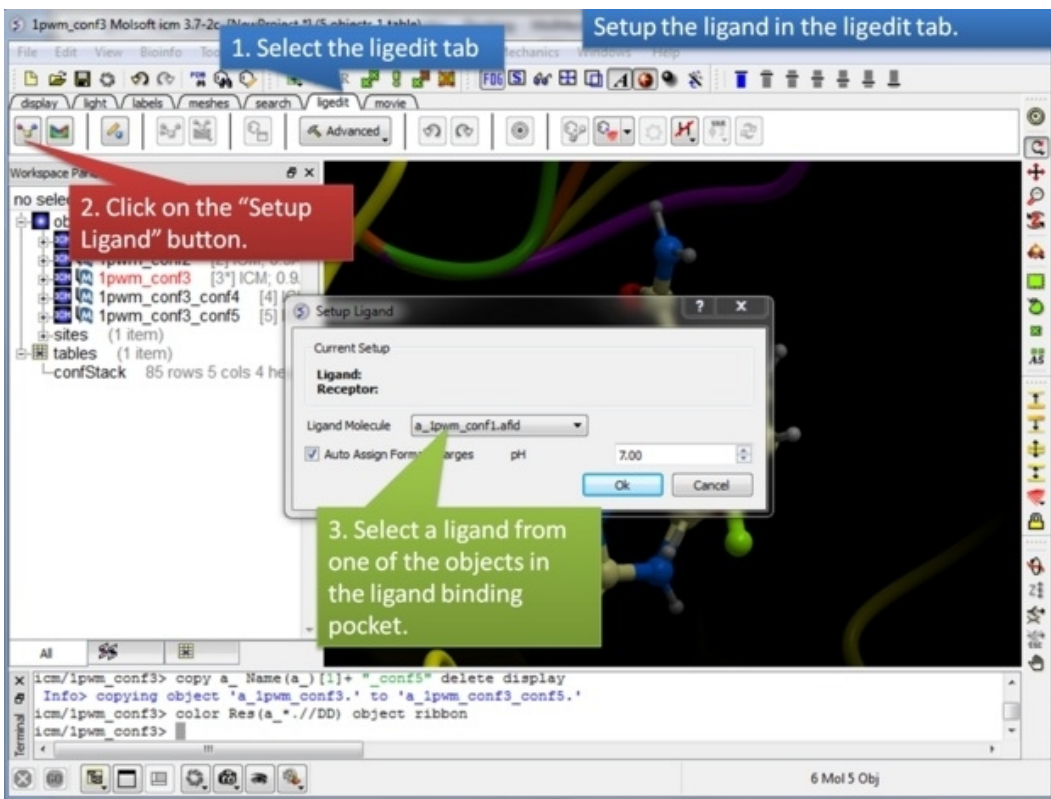 1pwm_conf3 Molsoft icm 3.7-2c [NewProject *] (5 objects, 1 table)
Setup the ligand in the ligedit tab.
1. Select the ligedit tab
File Edit View Bioinfo Mechanics Windows Help
display light labels meshes search ligedit movie
Advanced
Workspace
2. Click on the "Setup
Ligand" button.
1pwm_conf3 [3*] ICM; 0.9
1pwm_conf3_conf4 [4]
1pwm_conf3_conf5 [5]
sites (1 item)
tables (1 item)
confStack 85 rows 5 cols 4 he
Setup Ligand
Current Setup
Ligand:
Receptor:
Ligand Molecule a_1pwm_conf1.afid
Auto Assign pH 7.00
Ok Cancel
3. Select a ligand from
one of the objects in
the ligand binding
pocket.
All
icm/1pwm_conf3> copy a_ Name(a_)[1]+ "_conf5" delete display
Info> copying object 'a_1pwm_conf3.' to 'a_1pwm_conf3_conf5.'
icm/1pwm_conf3> color Res(a_*.//DD) object ribbon
icm/1pwm_conf3>
Terminal
6 Mol 5 Obj